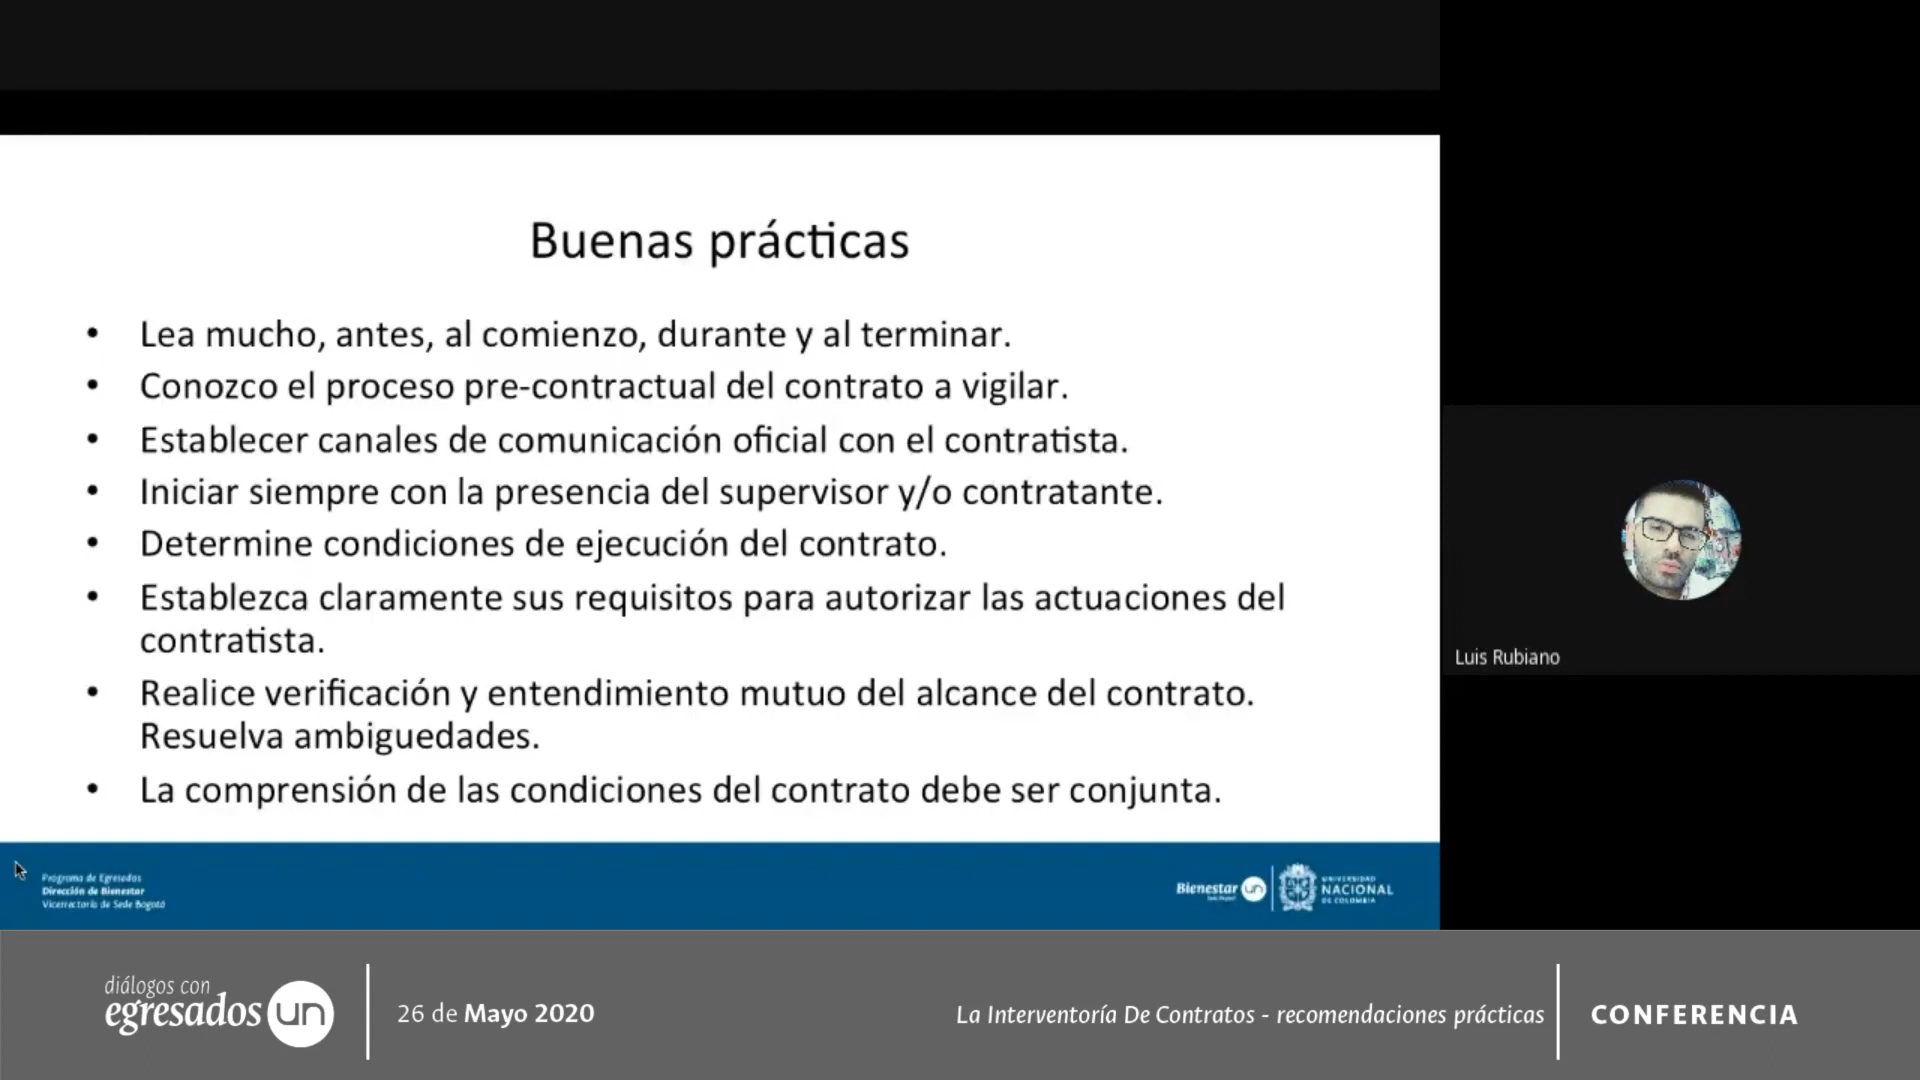 Buenas prácticas
• Lea mucho, antes, al comienzo, durante y al terminar.
• Conozco el proceso pre-contractual del contrato a vigilar.
• Establecer canales de comunicación oficial con el contratista.
• Iniciar siempre con la presencia del supervisor y/o contratante.
• Determine condiciones de ejecución del contrato.
• Establezca claramente sus requisitos para autorizar las actuaciones del
contratista.
• Realice verificación y entendimiento mutuo del alcance del contrato.
Resuelva ambiguedades.
• La comprensión de las condiciones del contrato debe ser conjunta.
Luis Rubiano
Programa de Egresados
Dirección de Bienestar
Vicerrectoría de Sede Bogotá
Bienestar un
UNIVERSIDAD
NACIONAL
DE COLOMBIA
diálogos con
egresados un
26 de Mayo 2020
La Interventoría De Contratos - recomendaciones prácticas
CONFERENCIA